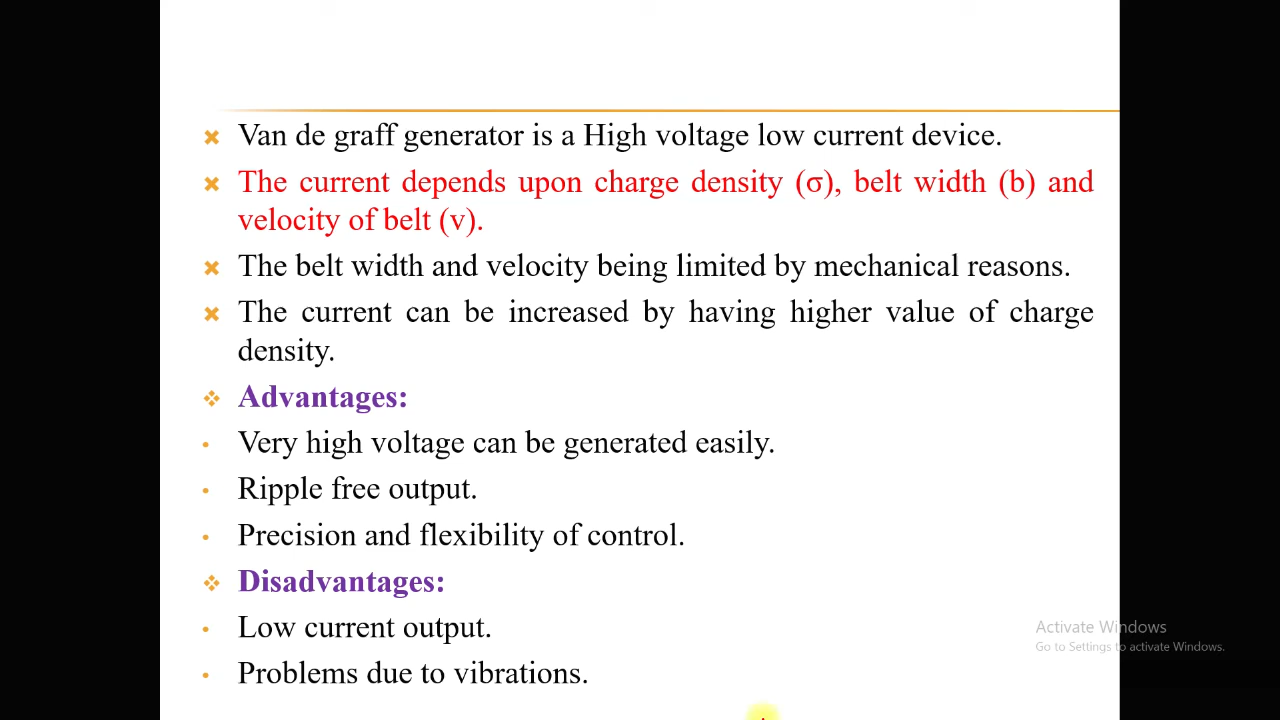 Van de graff generator is a High voltage low current device.
The current depends upon charge density (σ), belt width (b) and
velocity of belt (v).
The belt width and velocity being limited by mechanical reasons.
The current can be increased by having higher value of charge
density.
Advantages:
Very high voltage can be generated easily.
Ripple free output.
Precision and flexibility of control.
Disadvantages:
Low current output.
Problems due to vibrations.
Activate Windows
Go to Settings to activate Windows.